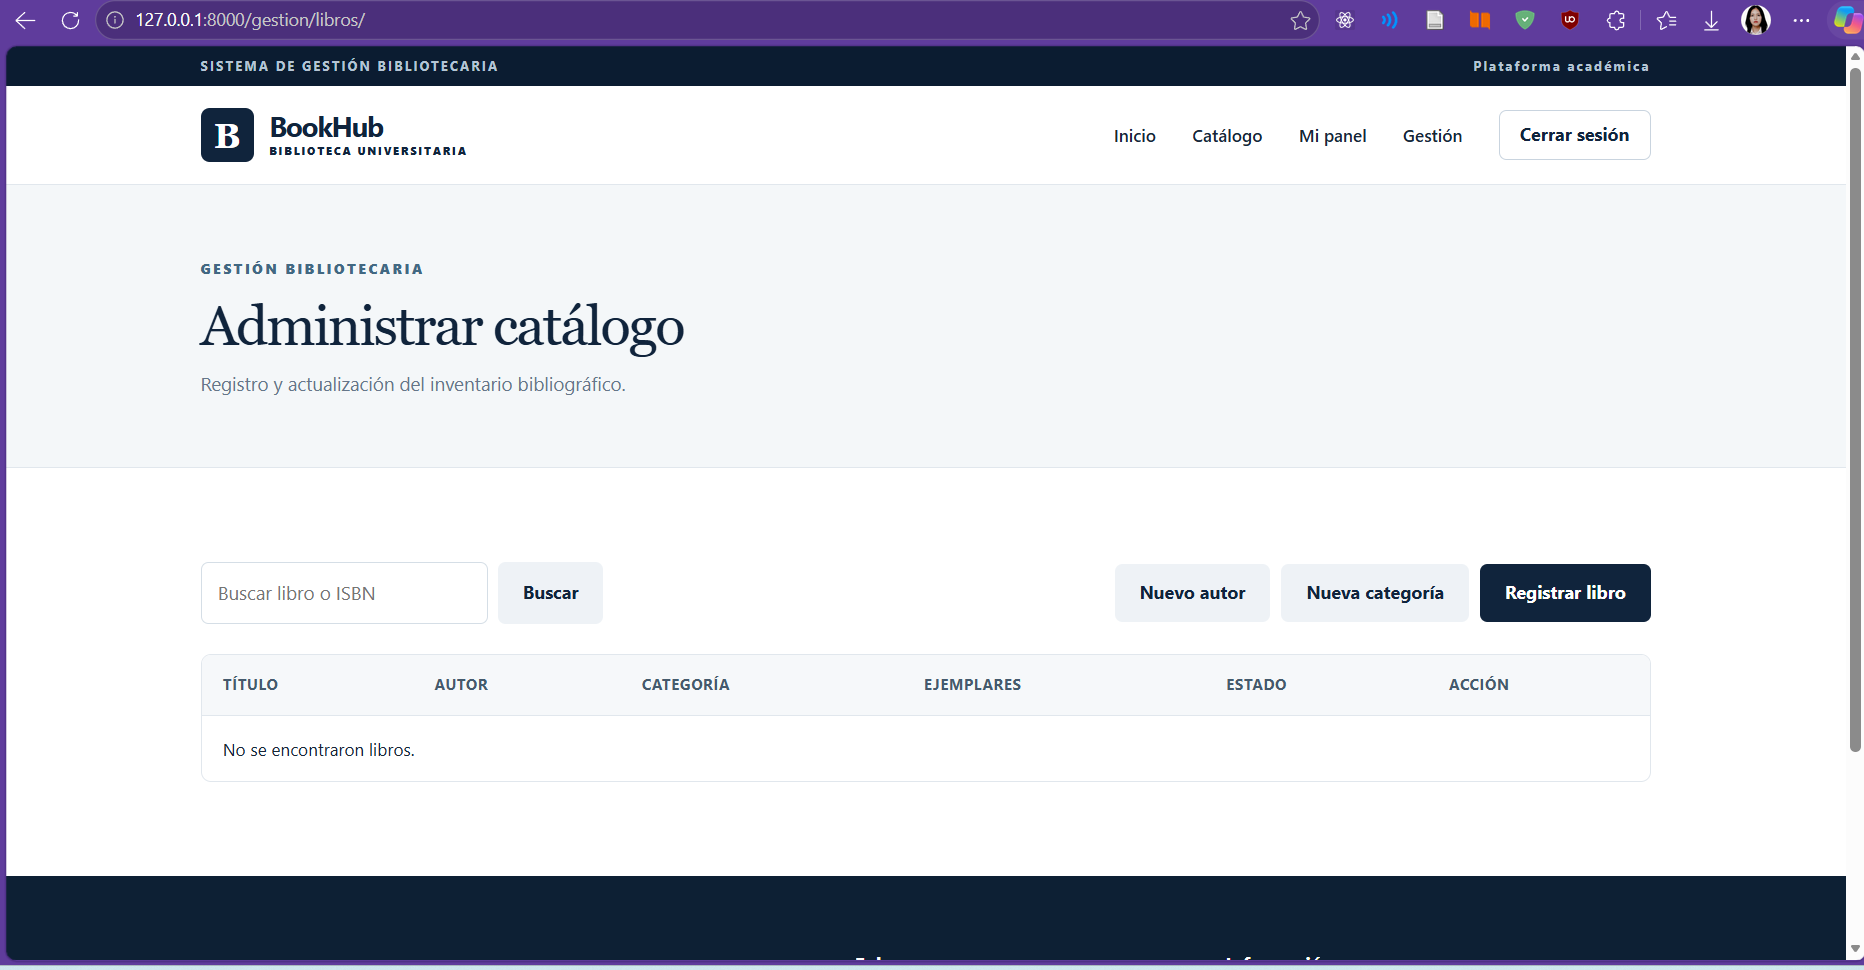 127.0.0.1:8000/gestion/libros/
SISTEMA DE GESTIÓN BIBLIOTECARIA
Plataforma académica
B
BookHub
BIBLIOTECA UNIVERSITARIA
Inicio
Catálogo
Mi panel
Gestión
Cerrar sesión
GESTIÓN BIBLIOTECARIA
Administrar catálogo
Registro y actualización del inventario bibliográfico.
Buscar libro o ISBN
Buscar
Nuevo autor
Nueva categoría
Registrar libro
TÍTULO
AUTOR
CATEGORÍA
EJEMPLARES
ESTADO
ACCIÓN
No se encontraron libros.